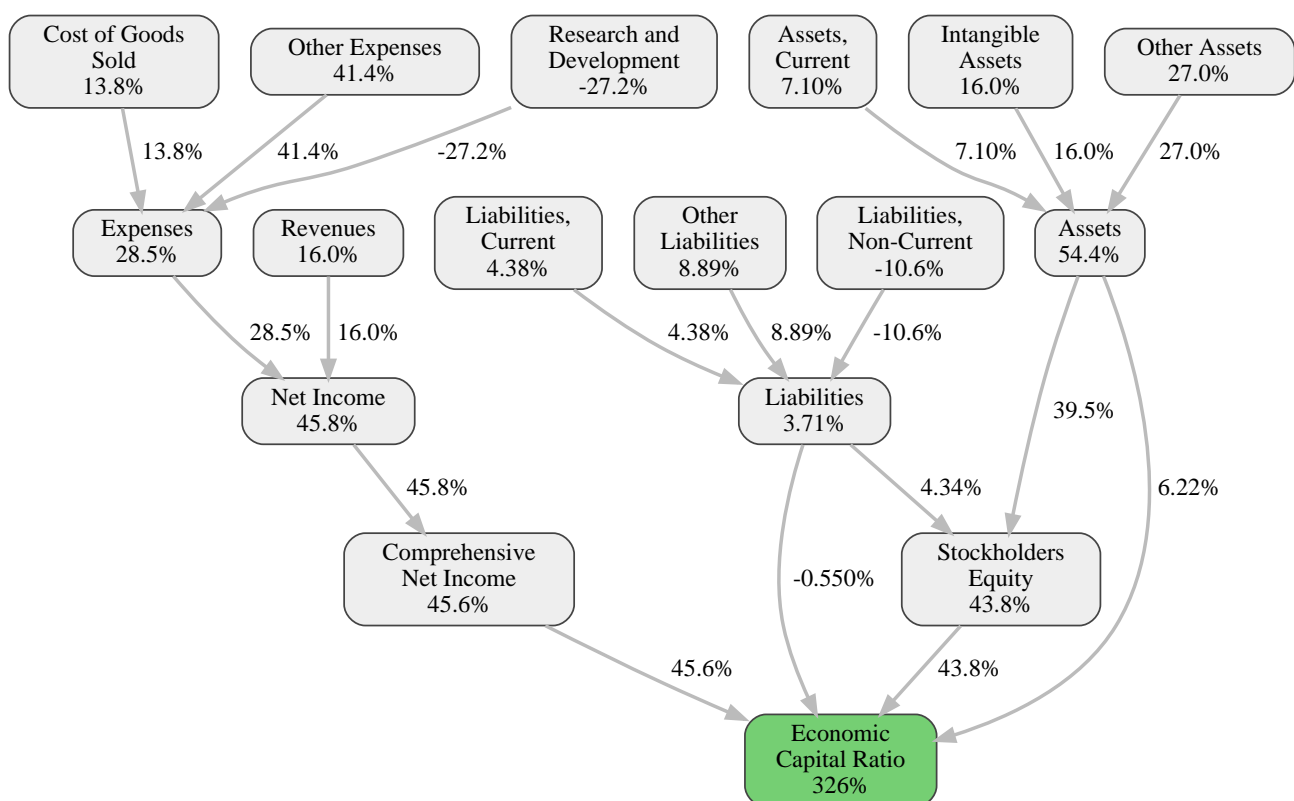 Cost of Goods
Sold
13.8%
Other Expenses
41.4%
Research and
Development
-27.2%
Assets,
Current
7.10%
Intangible
Assets
16.0%
Other Assets
27.0%
13.8%
41.4%
-27.2%
7.10%
16.0%
27.0%
Expenses
28.5%
Revenues
16.0%
Liabilities,
Current
4.38%
Other
Liabilities
8.89%
Liabilities,
Non-Current
-10.6%
Assets
54.4%
28.5%
16.0%
4.38%
8.89%
-10.6%
Net Income
45.8%
Liabilities
3.71%
39.5%
45.8%
4.34%
6.22%
Comprehensive
Net Income
45.6%
-0.550%
Stockholders
Equity
43.8%
45.6%
43.8%
Economic
Capital Ratio
326%